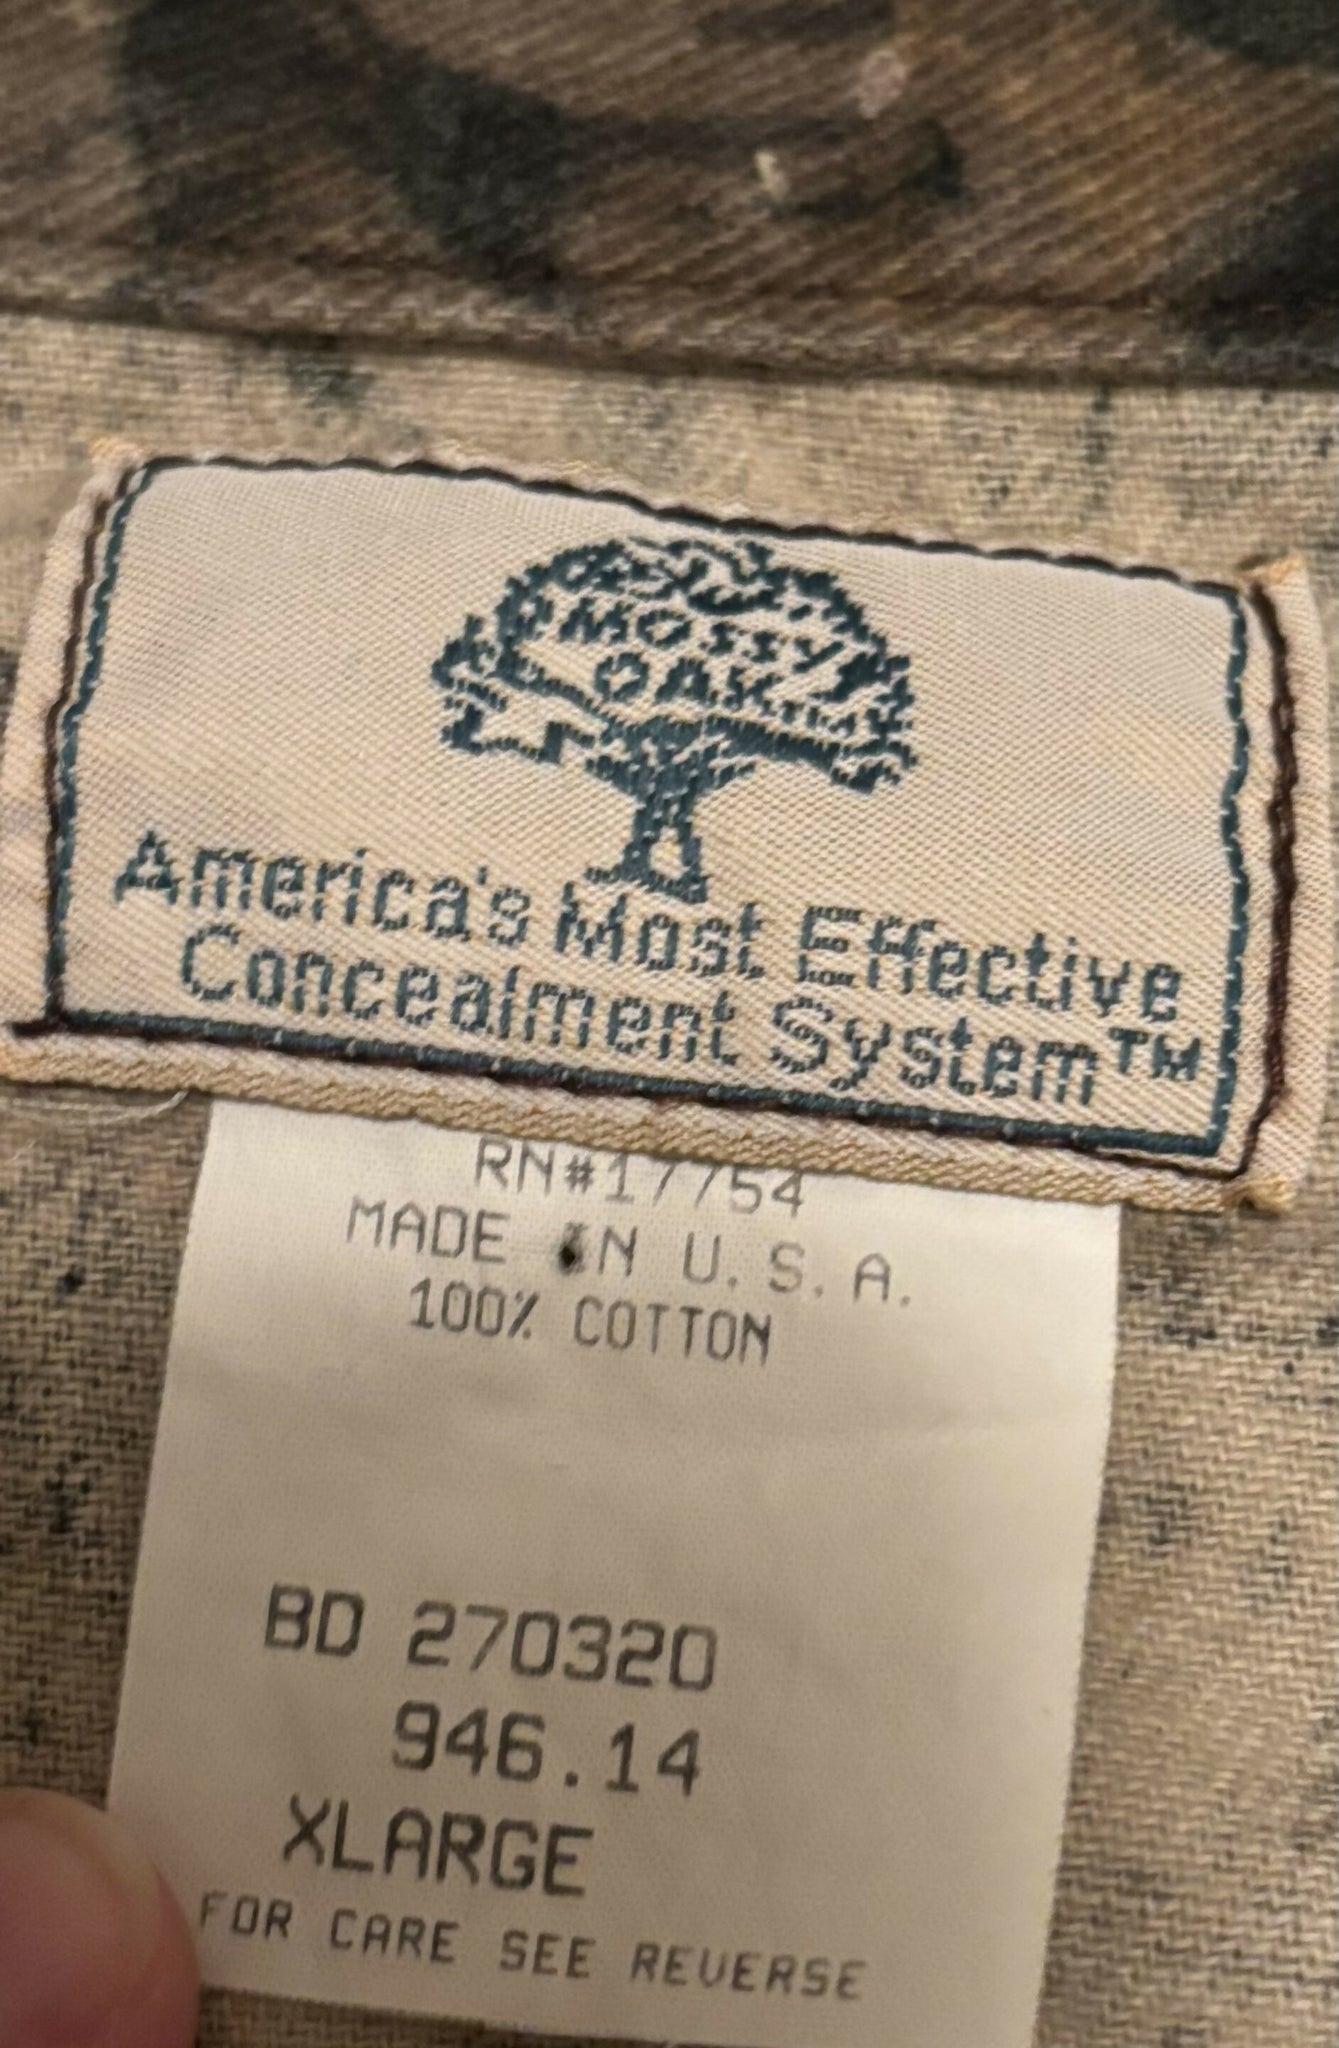 MOSSY
OAK
America's Most Effective
Concealment System™
RN#17754
MADE IN U.S.A.
100% COTTON
BD 270320
946.14
XLARGE
FOR CARE SEE REVERSE